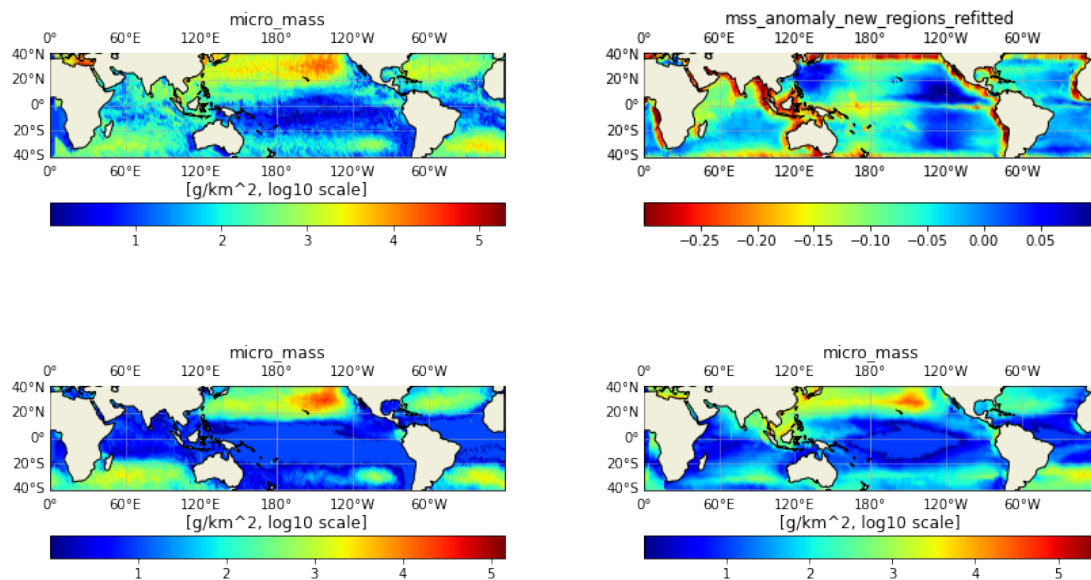 micro_mass
0° 60°E 120°E 180° 120°W 60°W
40°N
20°N
0°
20°S
40°S
0° 60°E 120°E 180° 120°W 60°W
[g/km^2, log10 scale]
1 2 3 4 5
mss_anomaly_new_regions_refitted
0° 60°E 120°E 180° 120°W 60°W
40°N
20°N
0°
20°S
40°S
0° 60°E 120°E 180° 120°W 60°W
−0.25 −0.20 −0.15 −0.10 −0.05 0.00 0.05
micro_mass
0° 60°E 120°E 180° 120°W 60°W
40°N
20°N
0°
20°S
40°S
0° 60°E 120°E 180° 120°W 60°W
[g/km^2, log10 scale]
1 2 3 4 5
micro_mass
0° 60°E 120°E 180° 120°W 60°W
40°N
20°N
0°
20°S
40°S
0° 60°E 120°E 180° 120°W 60°W
[g/km^2, log10 scale]
1 2 3 4 5